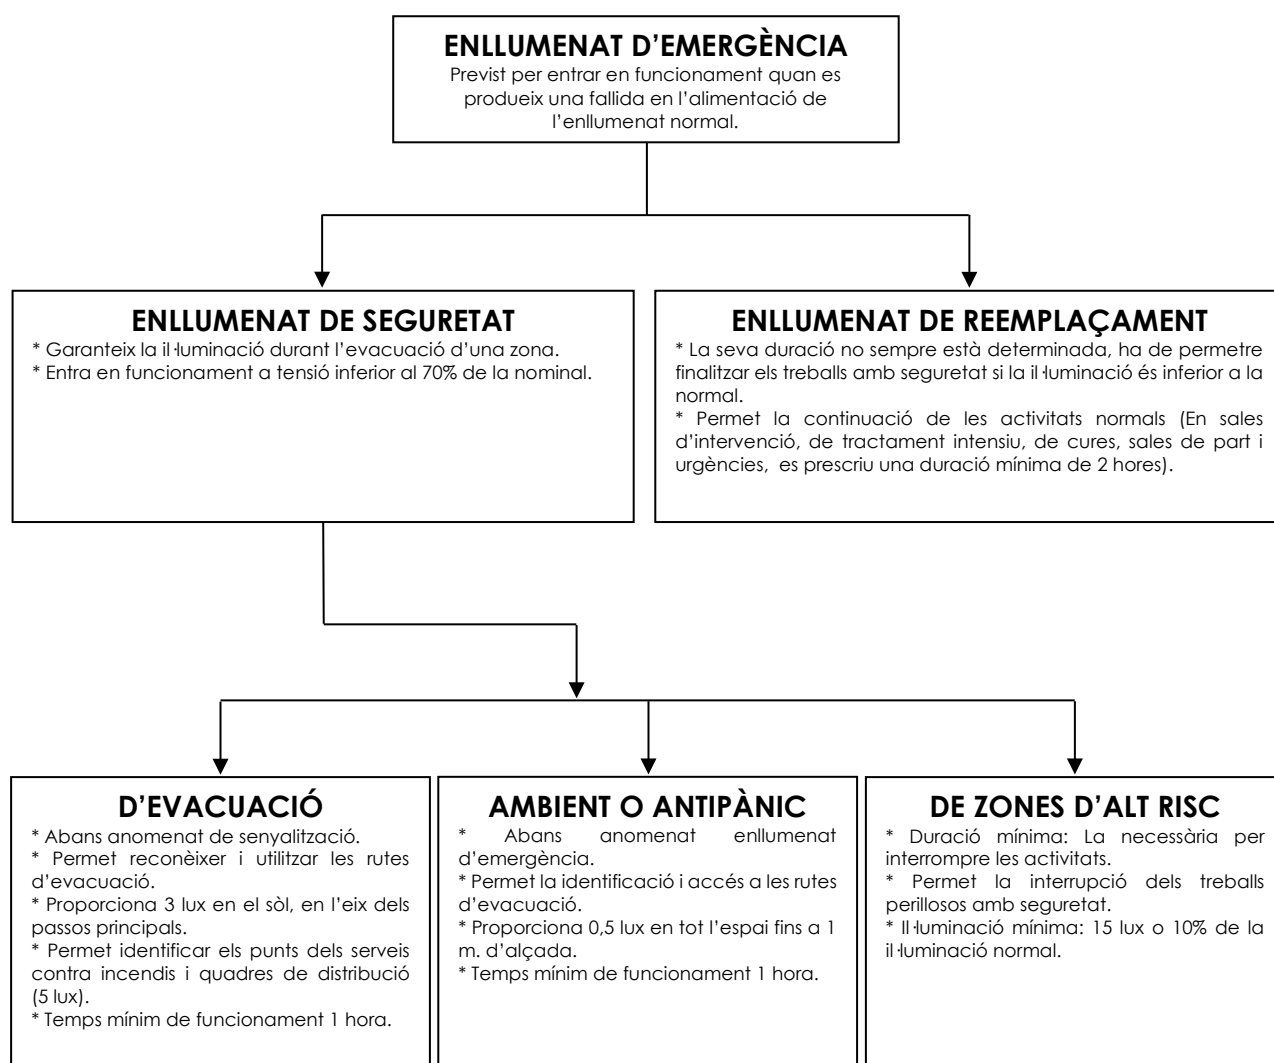 ENLLUMENAT D’EMERGÈNCIA
Previst per entrar en funcionament quan es
produeix una fallida en l’alimentació de
l’enllumenat normal.
ENLLUMENAT DE SEGURETAT
* Garanteix la il·luminació durant l’evacuació d’una zona.
* Entra en funcionament a tensió inferior al 70% de la nominal.
ENLLUMENAT DE REEMPLAÇAMENT
* La seva duració no sempre està determinada, ha de permetre
finalitzar els treballs amb seguretat si la il·luminació és inferior a la
normal.
* Permet la continuació de les activitats normals (En sales
d’intervenció, de tractament intensiu, de cures, sales de part i
urgències, es prescriu una duració mínima de 2 hores).
D’EVACUACIÓ
* Abans anomenat de senyalització.
* Permet reconèixer i utilitzar les rutes
d’evacuació.
* Proporciona 3 lux en el sòl, en l’eix dels
passos principals.
* Permet identificar els punts dels serveis
contra incendis i quadres de distribució
(5 lux).
* Temps mínim de funcionament 1 hora.
AMBIENT O ANTIPÀNIC
* Abans anomenat enllumenat
d’emergència.
* Permet la identificació i accés a les rutes
d’evacuació.
* Proporciona 0,5 lux en tot l’espai fins a 1
m. d’alçada.
* Temps mínim de funcionament 1 hora.
DE ZONES D’ALT RISC
* Duració mínima: La necessària per
interrompre les activitats.
* Permet la interrupció dels treballs
perillosos amb seguretat.
* Il·luminació mínima: 15 lux o 10% de la
il·luminació normal.